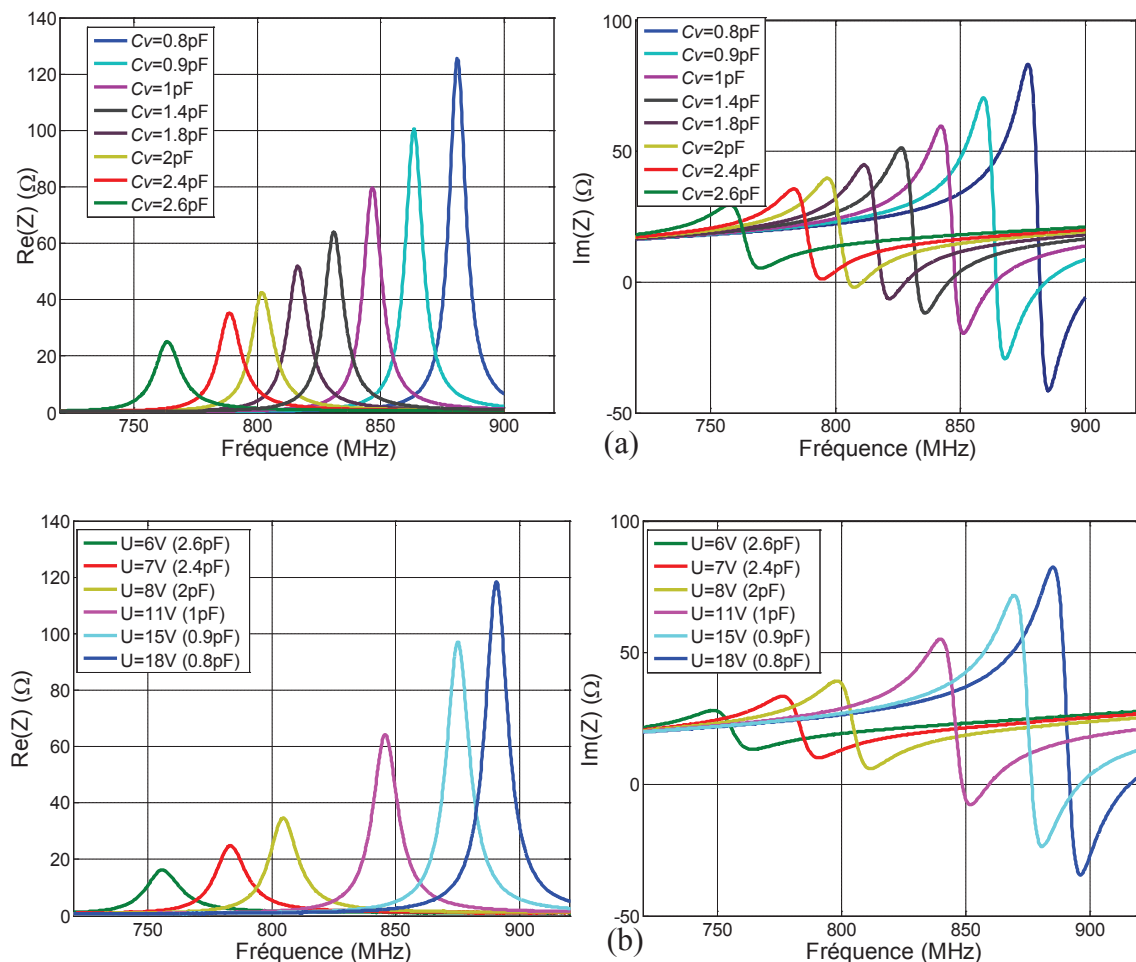 140
120
100
80
60
40
20
0
Re(Z) (Ω)
Cv=0.8pF
Cv=0.9pF
Cv=1pF
Cv=1.4pF
Cv=1.8pF
Cv=2pF
Cv=2.4pF
Cv=2.6pF
750 800 850 900
Fréquence (MHz)
100
50
0
-50
Im(Z) (Ω)
Cv=0.8pF
Cv=0.9pF
Cv=1pF
Cv=1.4pF
Cv=1.8pF
Cv=2pF
Cv=2.4pF
Cv=2.6pF
750 800 850 900
Fréquence (MHz)
(a)
140
120
100
80
60
40
20
0
Re(Z) (Ω)
U=6V (2.6pF)
U=7V (2.4pF)
U=8V (2pF)
U=11V (1pF)
U=15V (0.9pF)
U=18V (0.8pF)
750 800 850 900
Fréquence (MHz)
100
50
0
-50
Im(Z) (Ω)
U=6V (2.6pF)
U=7V (2.4pF)
U=8V (2pF)
U=11V (1pF)
U=15V (0.9pF)
U=18V (0.8pF)
750 800 850 900
Fréquence (MHz)
(b)